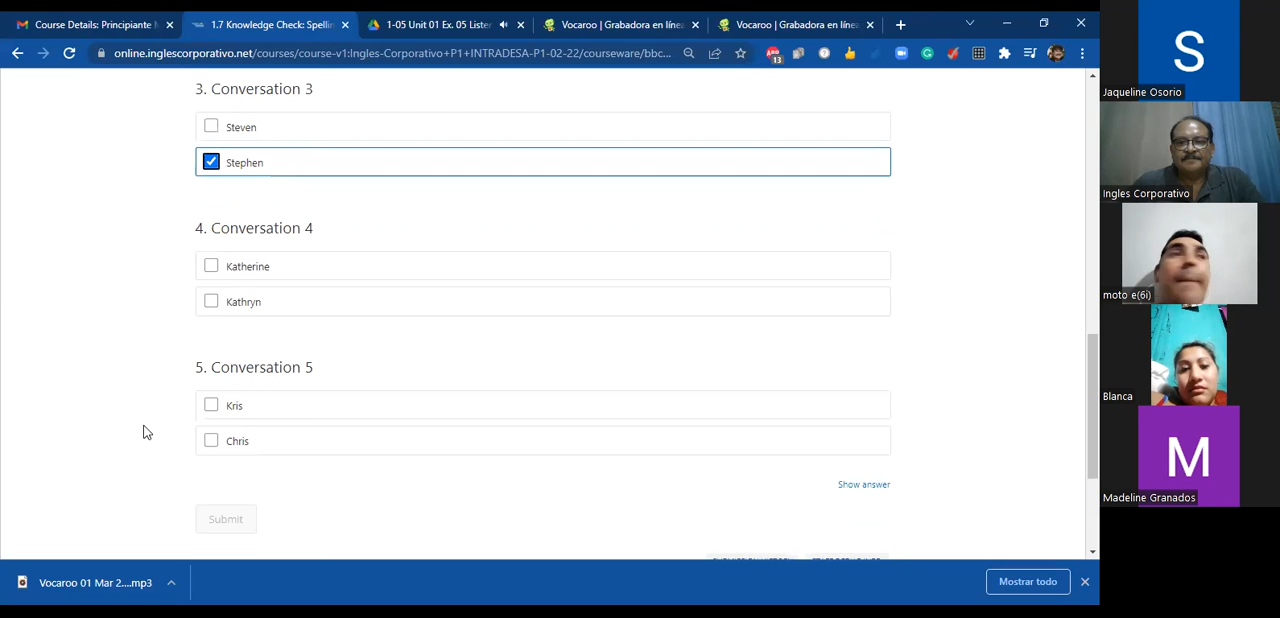 Course Details: Principiante M
1.7 Knowledge Check: Spellin
1-05 Unit 01 Ex. 05 Lister
Vocaroo | Grabadora en línea
Vocaroo | Grabadora en línea
online.inglescorporativo.net/courses/course-v1:Ingles-Corporativo+P1+INTRADESA-P1-02-22/courseware/bbc...
13
3. Conversation 3
Steven
Stephen
4. Conversation 4
Katherine
Kathryn
5. Conversation 5
Kris
Chris
Show answer
Submit
Vocaroo 01 Mar 2....mp3
Mostrar todo
S
Jaqueline Osorio
Ingles Corporativo
moto e(6i)
Blanca
M
Madeline Granados